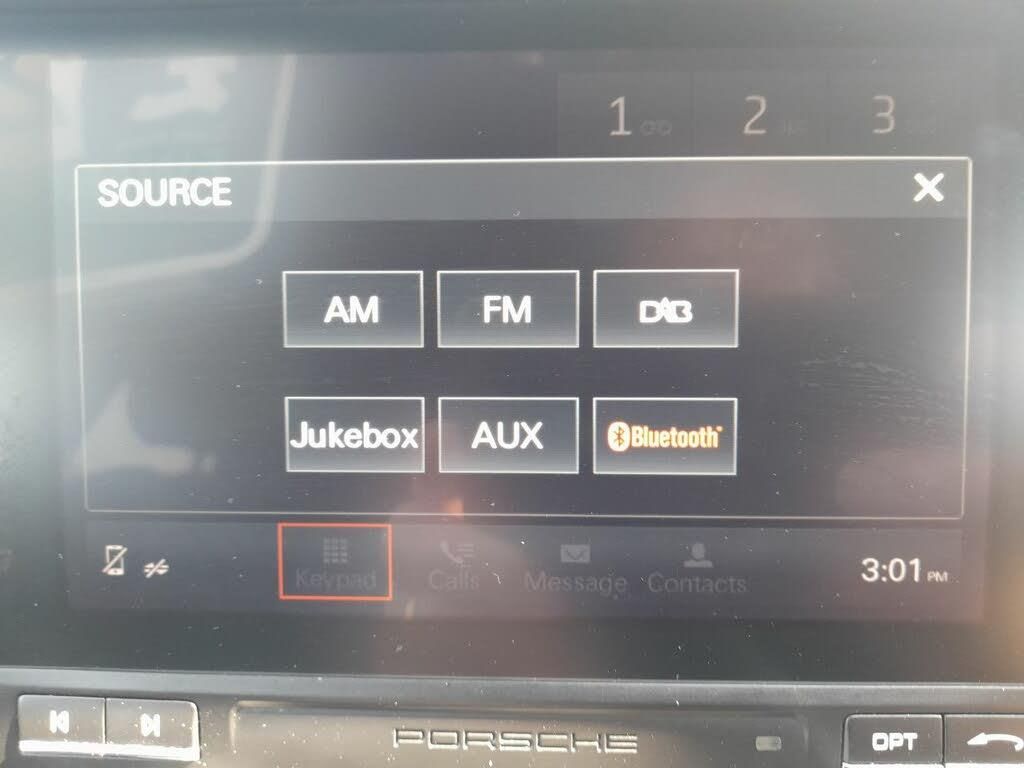 1 2 3
SOURCE
AM FM DAB
Jukebox AUX Bluetooth
Keypad Calls Message Contacts 3:01 PM
PORSCHE OPT